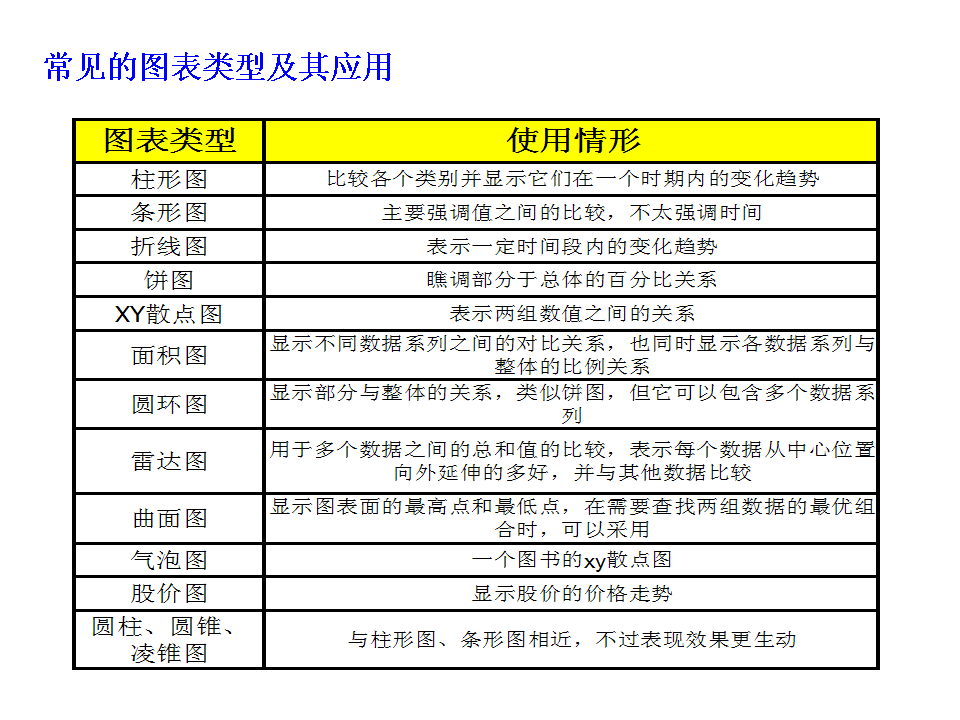 常见的图表类型及其应用
图表类型
使用情形
柱形图
比较各个类别并显示它们在一个时期内的变化趋势
条形图
主要强调值之间的比较，不太强调时间
折线图
表示一定时间段内的变化趋势
饼图
瞧调部分于总体的百分比关系
XY散点图
表示两组数值之间的关系
面积图
显示不同数据系列之间的对比关系，也同时显示各数据系列与
整体的比例关系
圆环图
显示部分与整体的关系，类似饼图，但它可以包含多个数据系
列
雷达图
用于多个数据之间的总和值的比较，表示每个数据从中心位置
向外延伸的多好，并与其他数据比较
曲面图
显示图表面的最高点和最低点，在需要查找两组数据的最优组
合时，可以采用
气泡图
一个图书的xy散点图
股价图
显示股价的价格走势
圆柱、圆锥、
凌锥图
与柱形图、条形图相近，不过表现效果更生动